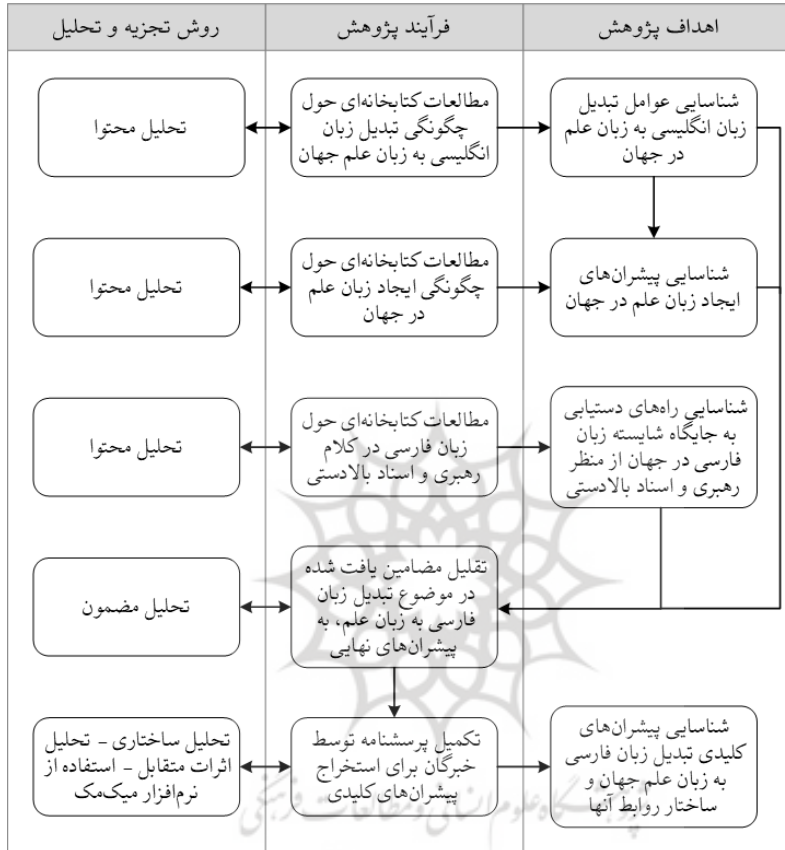 اهداف پژوهش
فرآیند پژوهش
روش تجزیه و تحلیل
شناسایی عوامل تبدیل
زبان انگلیسی به زبان علم
در جهان
مطالعات کتابخانه‌ای حول
چگونگی تبدیل زبان
انگلیسی به زبان علم جهان
تحلیل محتوا
شناسایی پیشران‌های
ایجاد زبان علم در جهان
مطالعات کتابخانه‌ای حول
چگونگی ایجاد زبان علم
در جهان
تحلیل محتوا
شناسایی راه‌های دستیابی
به جایگاه شایسته زبان
فارسی در جهان از منظر
رهبری و اسناد بالادستی
مطالعات کتابخانه‌ای حول
زبان فارسی در کلام
رهبری و اسناد بالادستی
تحلیل محتوا
تقلیل مضامین یافت شده
در موضوع تبدیل زبان
فارسی به زبان علم، به
پیشران‌های نهایی
تحلیل مضمون
شناسایی پیشران‌های
کلیدی تبدیل زبان فارسی
به زبان علم جهان و
ساختار روابط آنها
تکمیل پرسشنامه توسط
خبرگان برای استخراج
پیشران‌های کلیدی
تحلیل ساختاری - تحلیل
اثرات متقابل - استفاده از
نرم‌افزار میک‌مک
پژوهشگاه علوم انسانی و مطالعات فرهنگی